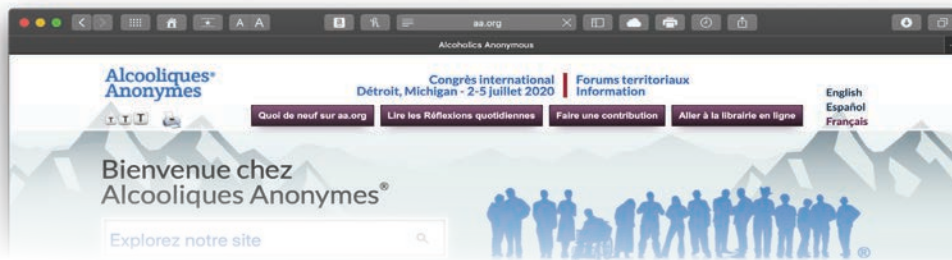 A A
aa.org
Alcoholics Anonymous
Alcooliques®
Anonymes
Congrès international
Détroit, Michigan - 2-5 juillet 2020
Forums territoriaux
Information
English
Español
Français
T T T
Quoi de neuf sur aa.org
Lire les Réflexions quotidiennes
Faire une contribution
Aller à la librairie en ligne
Bienvenue chez
Alcooliques Anonymes®
Explorez notre site
®